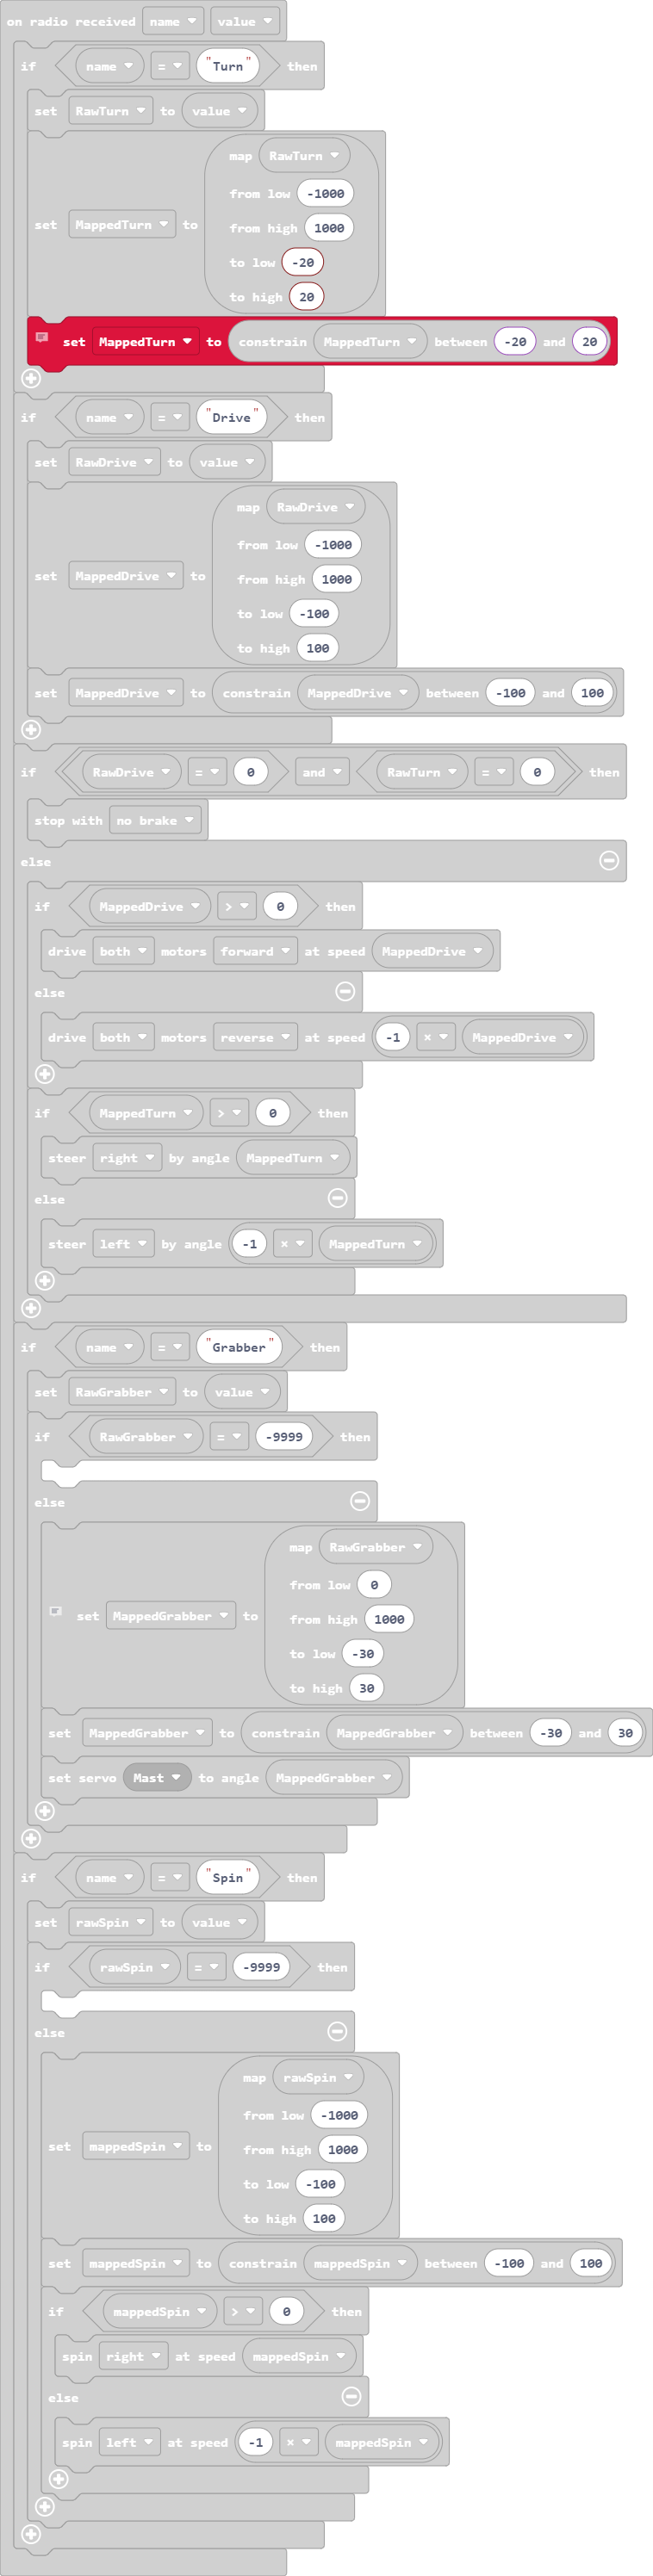 on radio received name value
if name = "Turn" then
set RawTurn to value
map RawTurn
from low -1000
from high 1000
set MappedTurn to
to low -20
to high 20
set MappedTurn to constrain MappedTurn between -20 and 20
if name = "Drive" then
set RawDrive to value
map RawDrive
from low -1000
from high 1000
set MappedDrive to
to low -100
to high 100
set MappedDrive to constrain MappedDrive between -100 and 100
if RawDrive = 0 and RawTurn = 0 then
stop with no brake
else
if MappedDrive > 0 then
drive both motors forward at speed MappedDrive
else
drive both motors reverse at speed -1 × MappedDrive
if MappedTurn > 0 then
steer right by angle MappedTurn
else
steer left by angle -1 × MappedTurn
if name = "Grabber" then
set RawGrabber to value
if RawGrabber = -9999 then
else
map RawGrabber
from low 0
from high 1000
set MappedGrabber to
to low -30
to high 30
set MappedGrabber to constrain MappedGrabber between -30 and 30
set servo Mast to angle MappedGrabber
if name = "Spin" then
set rawSpin to value
if rawSpin = -9999 then
else
map rawSpin
from low -1000
from high 1000
set mappedSpin to
to low -100
to high 100
set mappedSpin to constrain mappedSpin between -100 and 100
if mappedSpin > 0 then
spin right at speed mappedSpin
else
spin left at speed -1 × mappedSpin